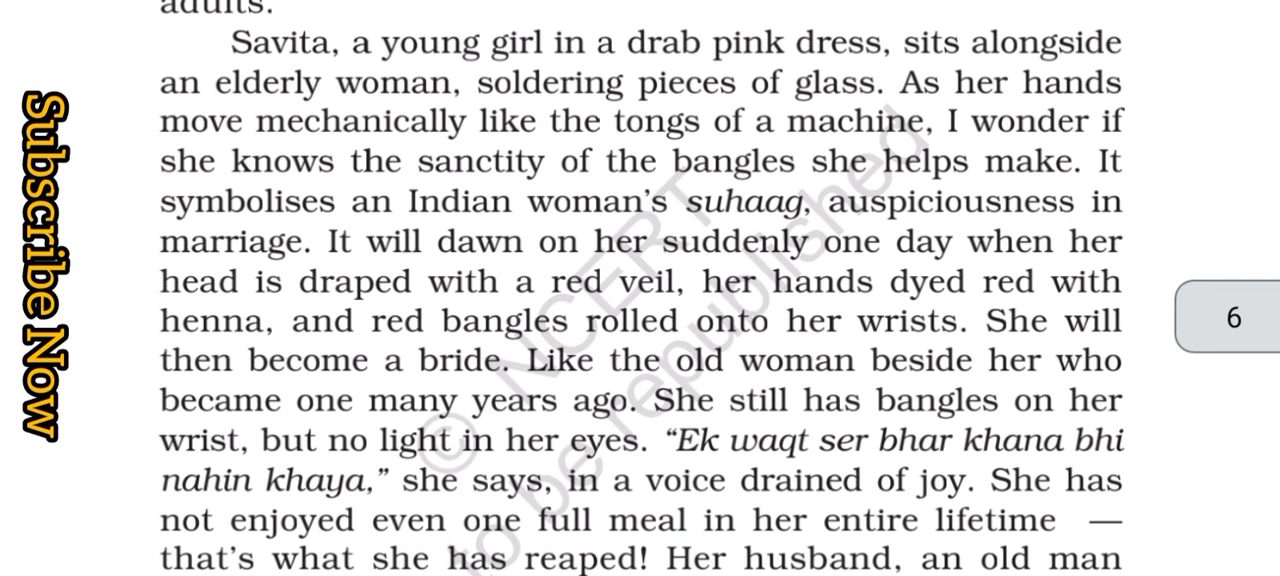 adults.
Savita, a young girl in a drab pink dress, sits alongside
an elderly woman, soldering pieces of glass. As her hands
move mechanically like the tongs of a machine, I wonder if
she knows the sanctity of the bangles she helps make. It
symbolises an Indian woman’s suhaag, auspiciousness in
marriage. It will dawn on her suddenly one day when her
head is draped with a red veil, her hands dyed red with
henna, and red bangles rolled onto her wrists. She will
then become a bride. Like the old woman beside her who
became one many years ago. She still has bangles on her
wrist, but no light in her eyes. “Ek waqt ser bhar khana bhi
nahin khaya,” she says, in a voice drained of joy. She has
not enjoyed even one full meal in her entire lifetime —
that’s what she has reaped! Her husband, an old man
Subscribe Now
6
© NCERT
to be republished